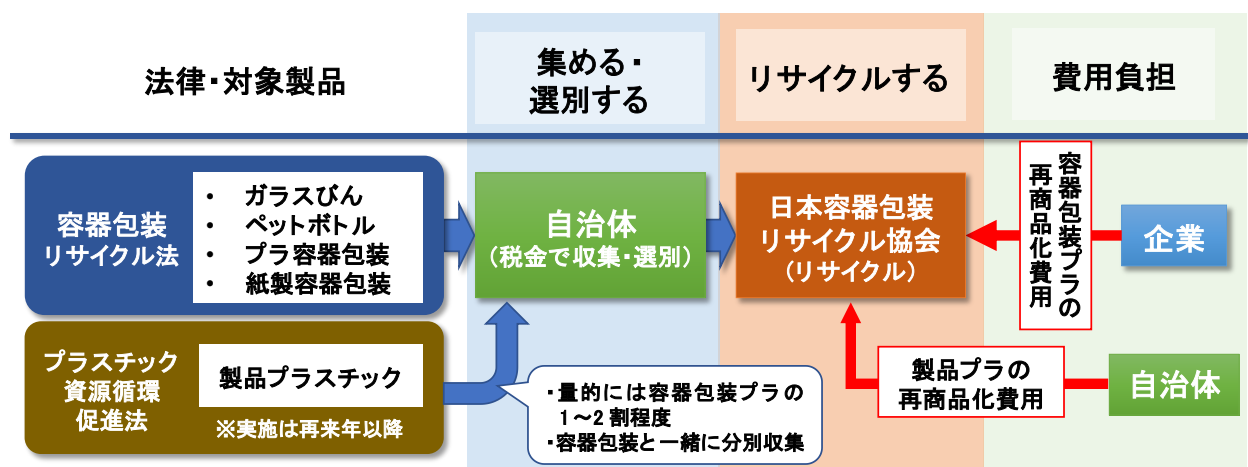 法律・対象製品
集める・
選別する
リサイクルする
費用負担
容器包装
リサイクル法
・ ガラスびん
・ ペットボトル
・ プラ容器包装
・ 紙製容器包装
自治体
（税金で収集・選別）
日本容器包装
リサイクル協会
（リサイクル）
容器包装プラの
再商品化費用
企業
プラスチック
資源循環
促進法
製品プラスチック
※実施は再来年以降
・量的には容器包装プラの
1～2割程度
・容器包装と一緒に分別収集
製品プラの
再商品化費用
自治体